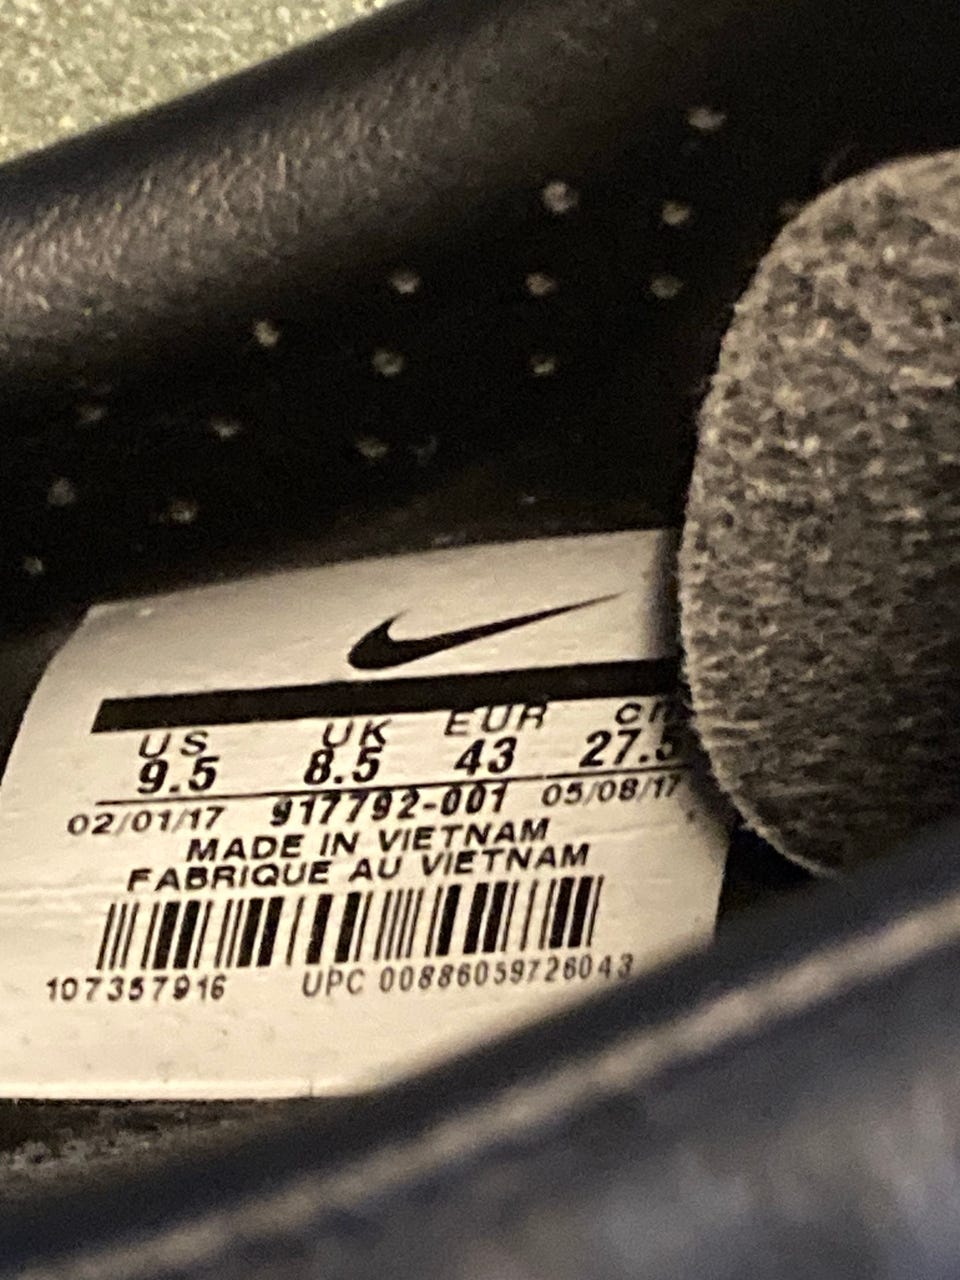 US UK EUR cm
9.5 8.5 43 27.5
02/01/17 917792-001 05/08/17
MADE IN VIETNAM
FABRIQUE AU VIETNAM
107357916 UPC 00886059726043